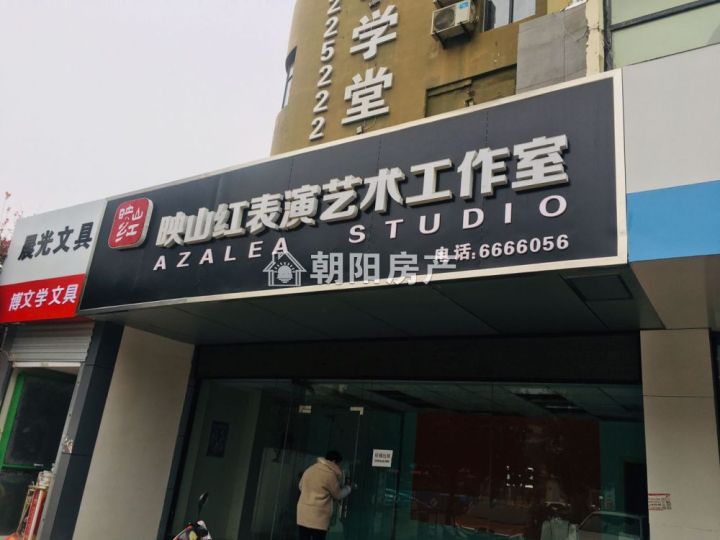 学堂
25222
映山红
映山红表演艺术工作室
AZALEA STUDIO
电话:6666056
朝阳房产
晨光文具
博文学文具